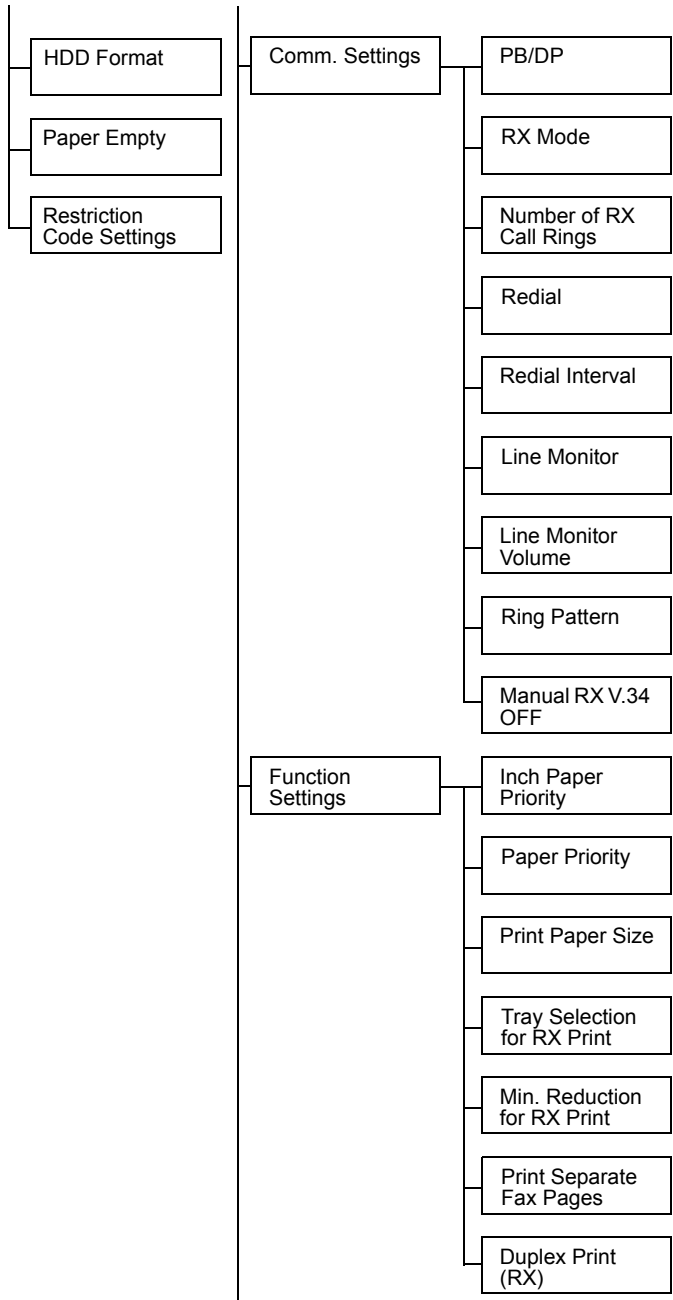 HDD Format
Paper Empty
Restriction
Code Settings
Comm. Settings
PB/DP
RX Mode
Number of RX
Call Rings
Redial
Redial Interval
Line Monitor
Line Monitor
Volume
Ring Pattern
Manual RX V.34
OFF
Function
Settings
Inch Paper
Priority
Paper Priority
Print Paper Size
Tray Selection
for RX Print
Min. Reduction
for RX Print
Print Separate
Fax Pages
Duplex Print
(RX)